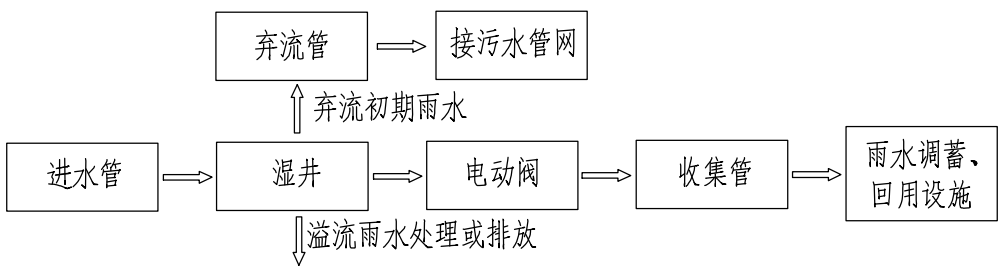 弃流管
接污水管网
弃流初期雨水
进水管
湿井
电动阀
收集管
雨水调蓄、
回用设施
溢流雨水处理或排放